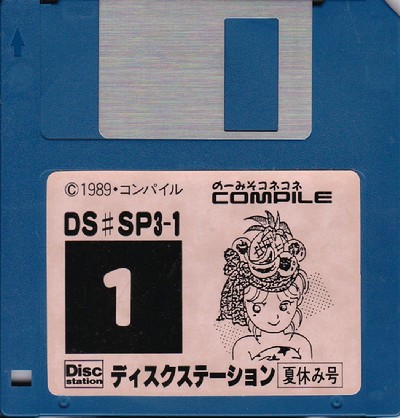 ©1989・コンパイル
のーみそコネコネ
COMPILE
DS♯SP3-1
1
Disc
station
ディスクステーション
夏休み号